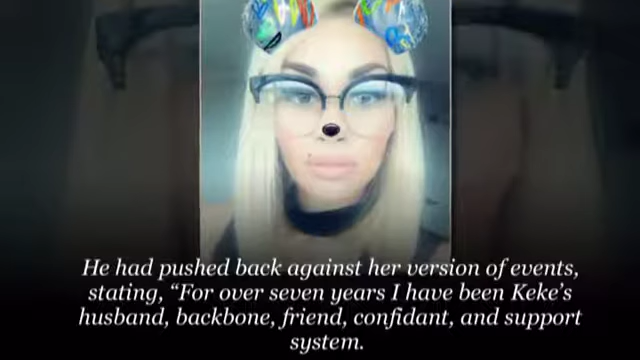 He had pushed back against her version of events,
stating, “For over seven years I have been Keke’s
husband, backbone, friend, confidant, and support
system.